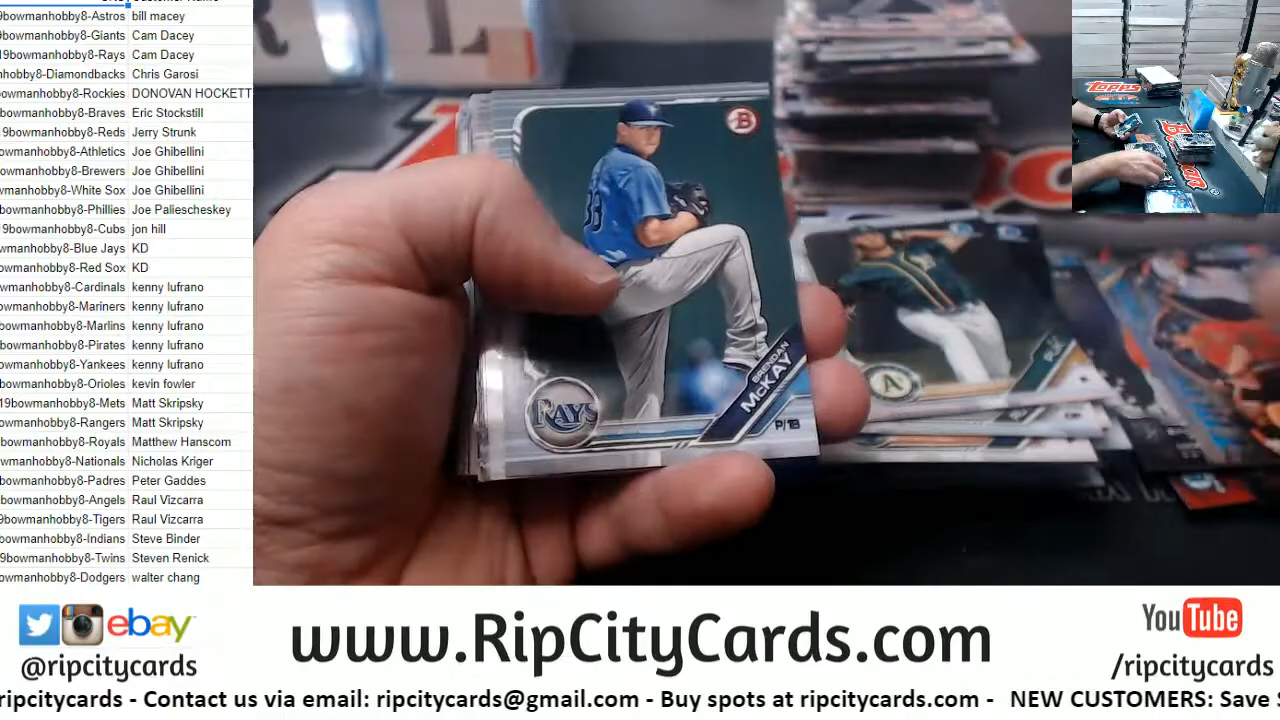 9bowmanhobby8-Astros bill macey
9bowmanhobby8-Giants Cam Dacey
19bowmanhobby8-Rays Cam Dacey
nhobby8-Diamondbacks Chris Garosi
owmanhobby8-Rockies DONOVAN HOCKETT
bowmanhobby8-Braves Eric Stockstill
9bowmanhobby8-Reds Jerry Strunk
owmanhobby8-Athletics Joe Ghibellini
owmanhobby8-Brewers Joe Ghibellini
wmanhobby8-White Sox Joe Ghibellini
owmanhobby8-Phillies Joe Paliescheskey
9bowmanhobby8-Cubs jon hill
wmanhobby8-Blue Jays KD
owmanhobby8-Red Sox KD
owmanhobby8-Cardinals kenny lufrano
owmanhobby8-Mariners kenny lufrano
owmanhobby8-Marlins kenny lufrano
owmanhobby8-Pirates kenny lufrano
owmanhobby8-Yankees kenny lufrano
bowmanhobby8-Orioles kevin fowler
19bowmanhobby8-Mets Matt Skripsky
owmanhobby8-Rangers Matt Skripsky
bowmanhobby8-Royals Matthew Hanscom
owmanhobby8-Nationals Nicholas Kriger
bowmanhobby8-Padres Peter Gaddes
bowmanhobby8-Angels Raul Vizcarra
9bowmanhobby8-Tigers Raul Vizcarra
bowmanhobby8-Indians Steve Binder
9bowmanhobby8-Twins Steven Renick
owmanhobby8-Dodgers walter chang
B
RAYS
BRENDAN
McKAY
P/1B
A
TOPPS
ebay
@ripcitycards
www.RipCityCards.com
YouTube
/ripcitycards
ripcitycards - Contact us via email: ripcitycards@gmail.com - Buy spots at ripcitycards.com - NEW CUSTOMERS: Save